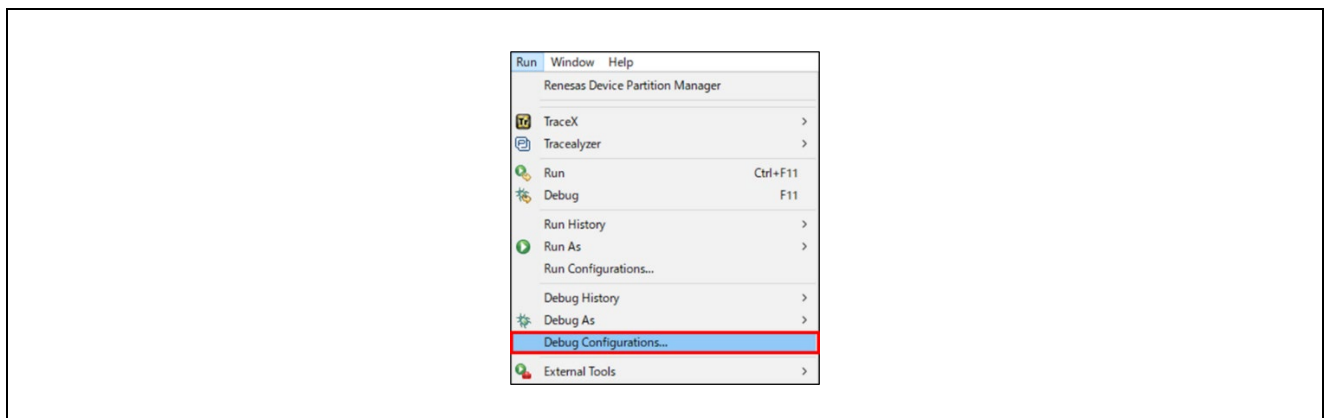 Run Window Help
Renesas Device Partition Manager
Tr TraceX >
Tracealyzer >
Run Ctrl+F11
Debug F11
Run History >
Run As >
Run Configurations...
Debug History >
Debug As >
Debug Configurations...
External Tools >